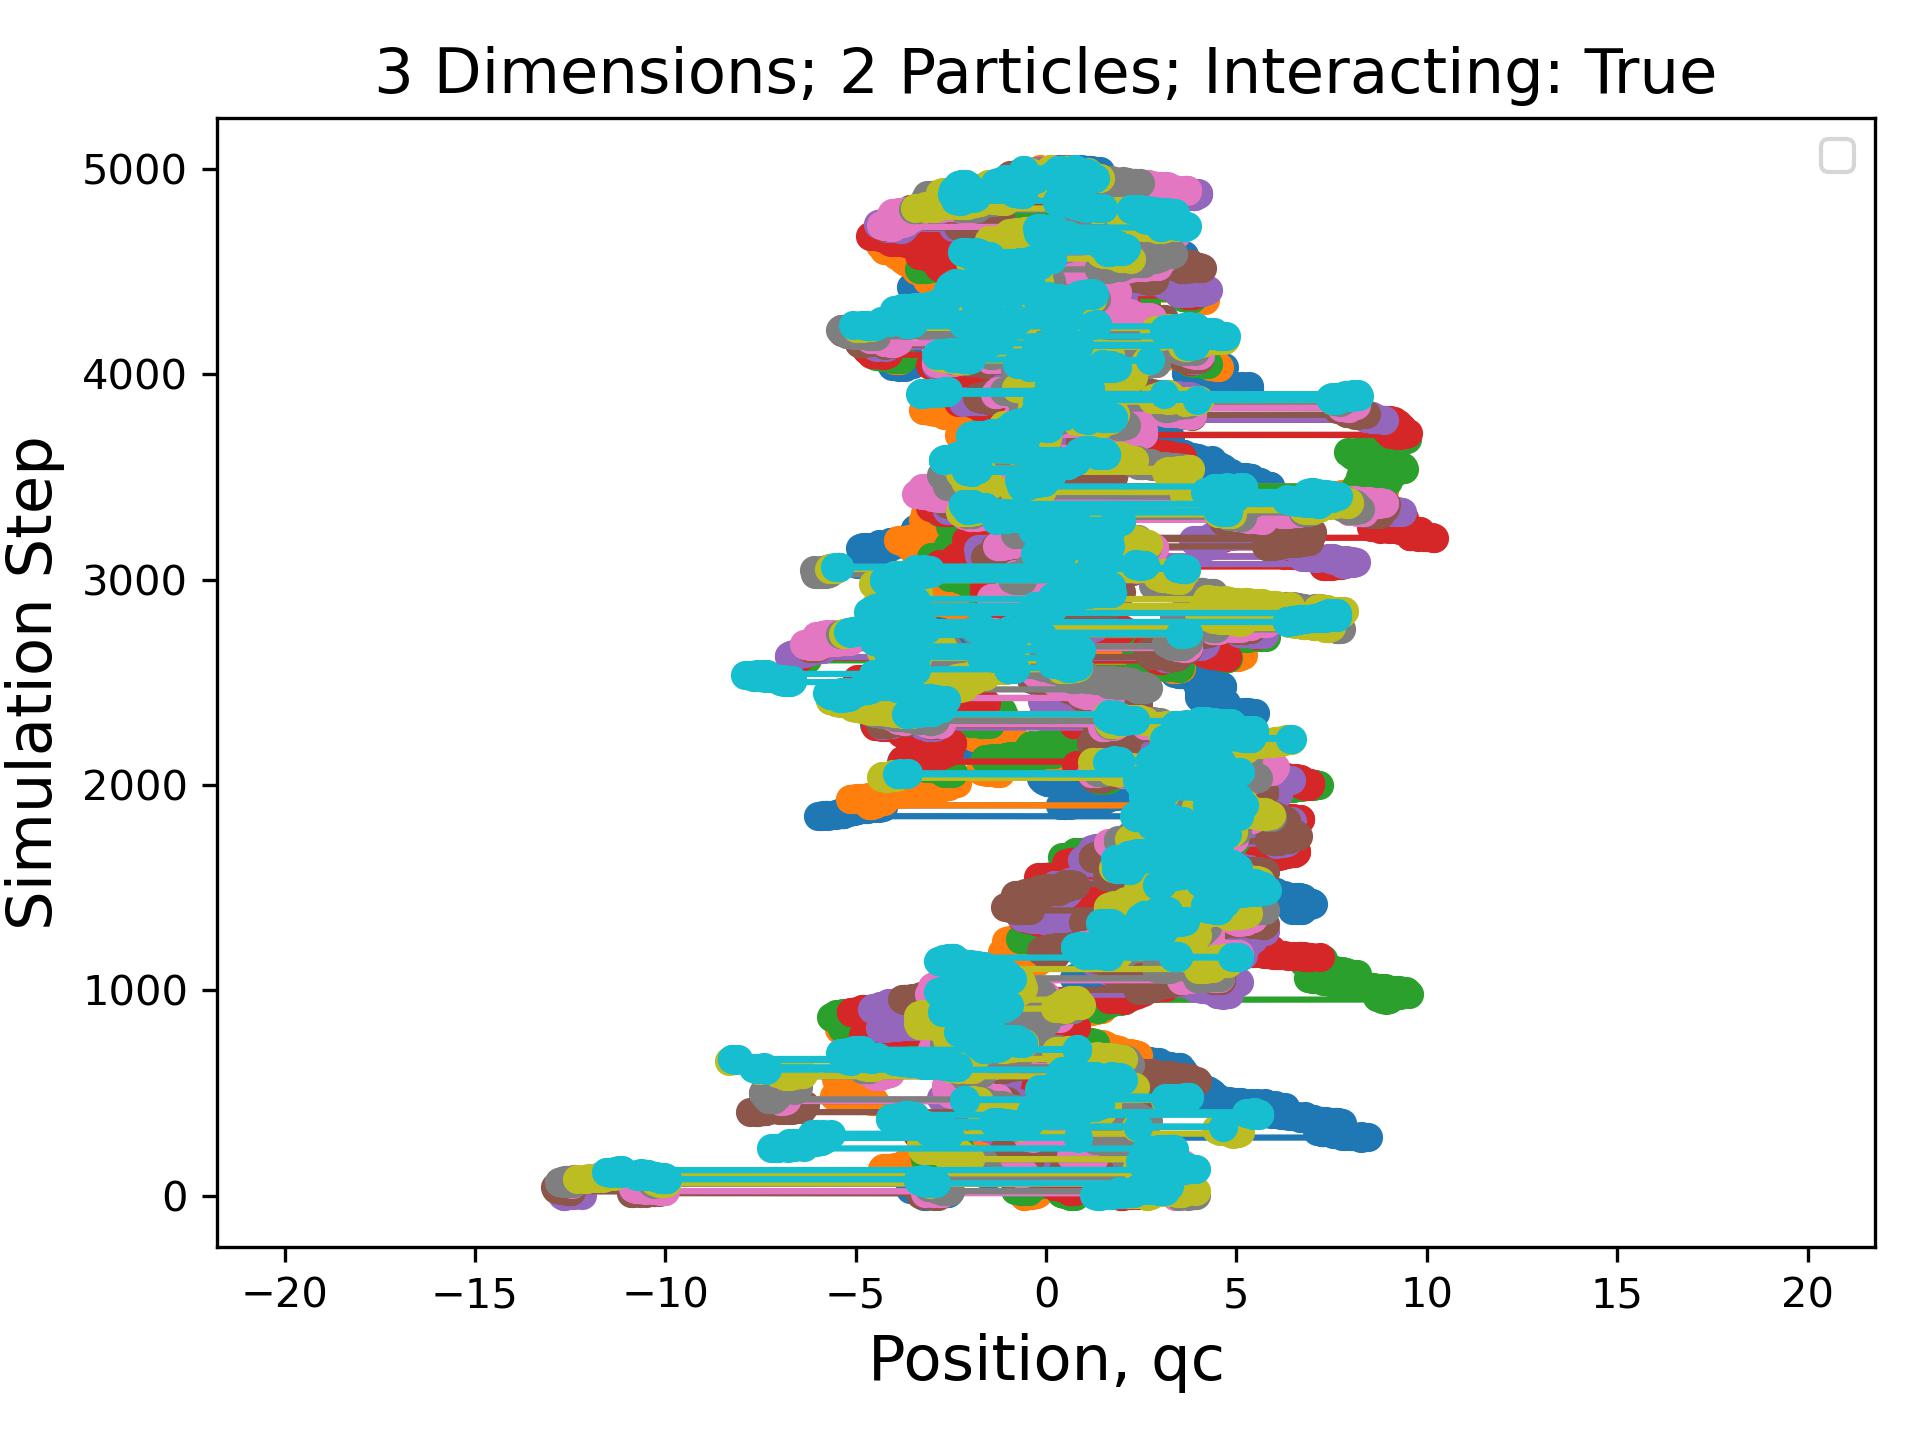 3 Dimensions; 2 Particles; Interacting: True
Simulation Step
5000
4000
3000
2000
1000
0
−20 −15 −10 −5 0 5 10 15 20
Position, qc